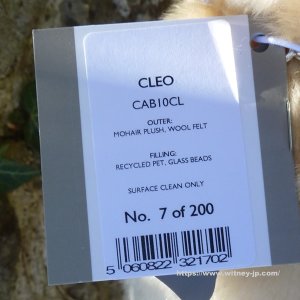 CLEO
CAB10CL
OUTER:
MOHAIR PLUSH, WOOL FELT
FILLING:
RECYCLED PET, GLASS BEADS
SURFACE CLEAN ONLY
No. 7 of 200
5 060822 321702
https://www.witney-jp.com/